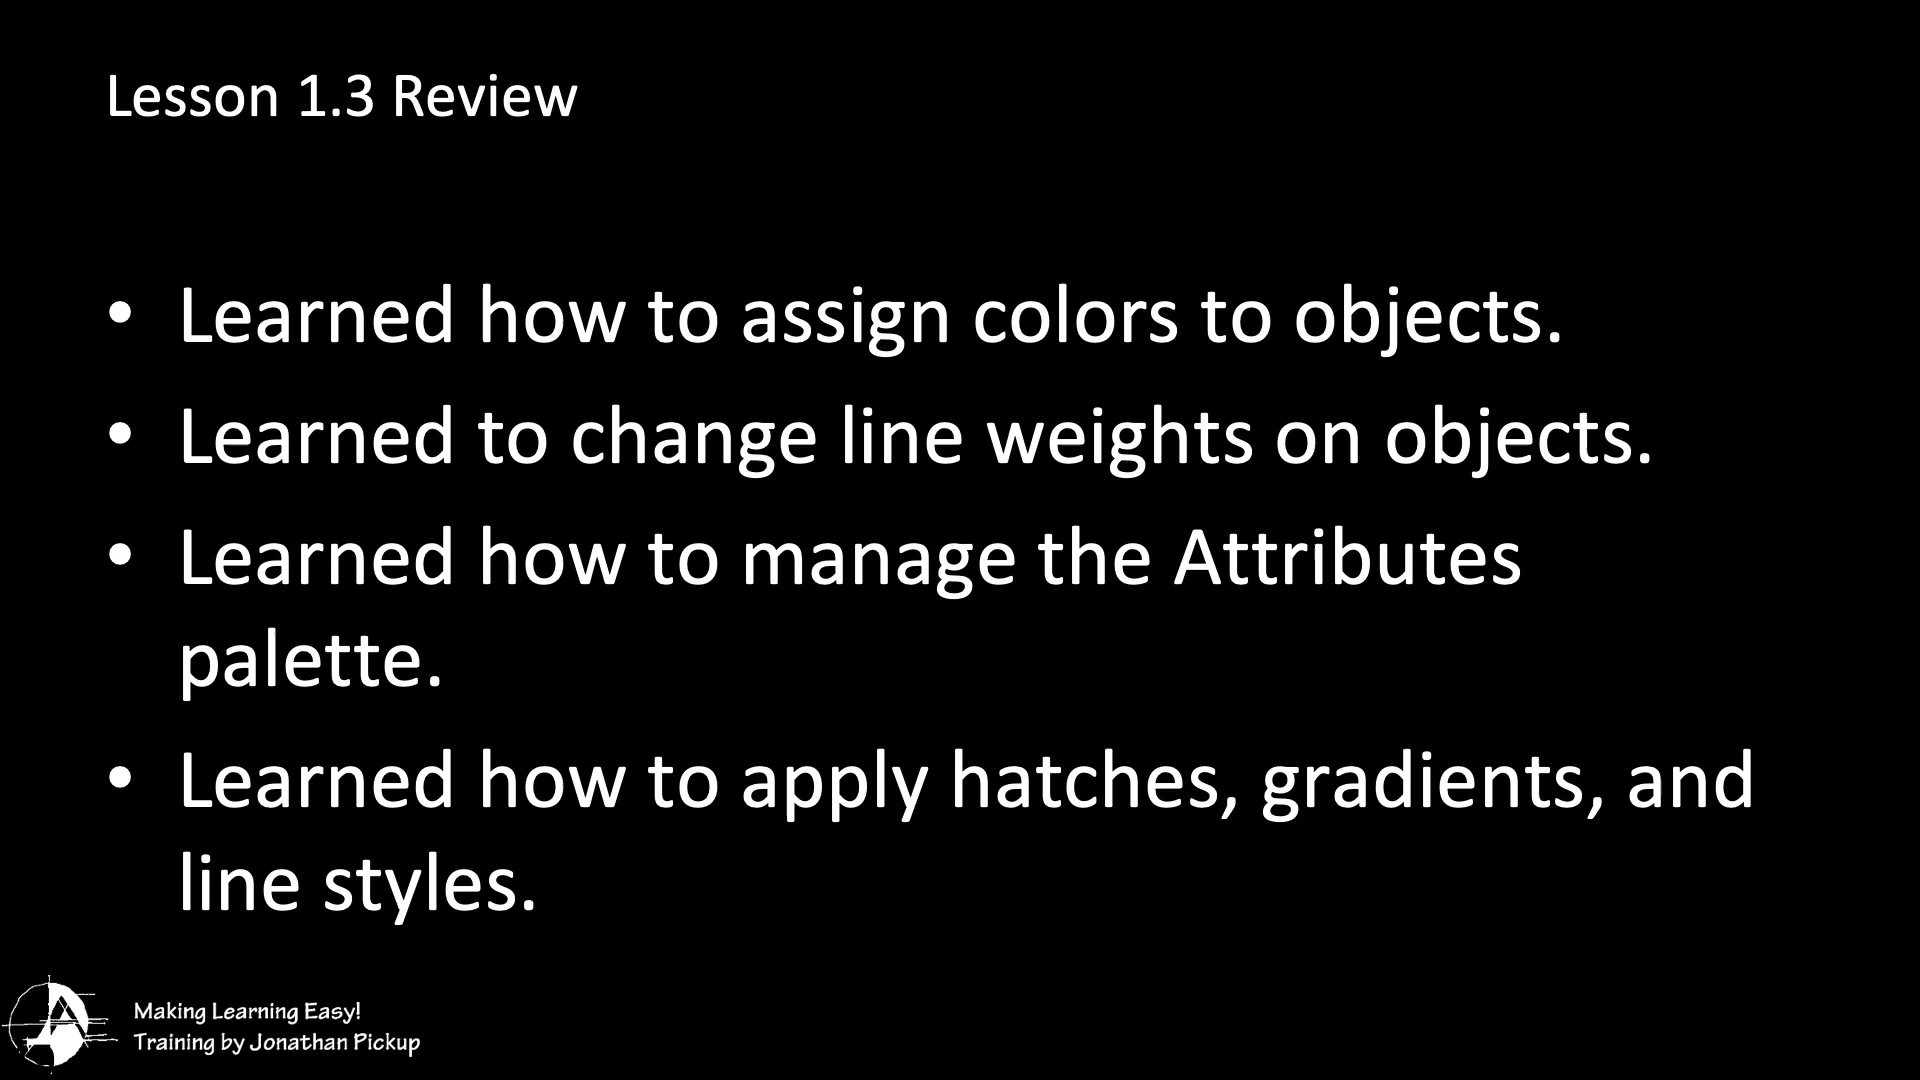 Lesson 1.3 Review
• Learned how to assign colors to objects.
• Learned to change line weights on objects.
• Learned how to manage the Attributes
palette.
• Learned how to apply hatches, gradients, and
line styles.
Making Learning Easy!
Training by Jonathan Pickup